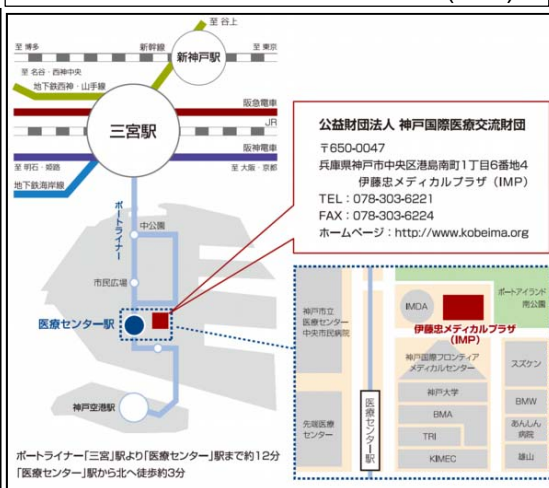 至 谷上
至 博多
新幹線
新神戸駅
至 東京
至 名谷・西神中央
地下鉄西神・山手線
阪急電車
三宮駅
JR
阪神電車
至 明石・姫路
至 大阪・京都
地下鉄海岸線
ポートライナー
中公園
市民広場
医療センター駅
神戸空港駅
公益財団法人 神戸国際医療交流財団
〒650-0047
兵庫県神戸市中央区港島南町1丁目6番地4
伊藤忠メディカルプラザ（IMP）
TEL：078-303-6221
FAX：078-303-6224
ホームページ：http://www.kobeima.org
神戸市立
医療センター
中央市民病院
IMDA
ポートアイランド
南公園
伊藤忠メディカルプラザ
（IMP）
神戸国際フロンティア
メディカルセンター
スズケン
神戸大学
BMW
BMA
あんしん
病院
先端医療
センター
医療センター駅
TRI
KIMEC
雄山
ポートライナー「三宮」駅より「医療センター」駅まで約12分
「医療センター」駅から北へ徒歩約3分